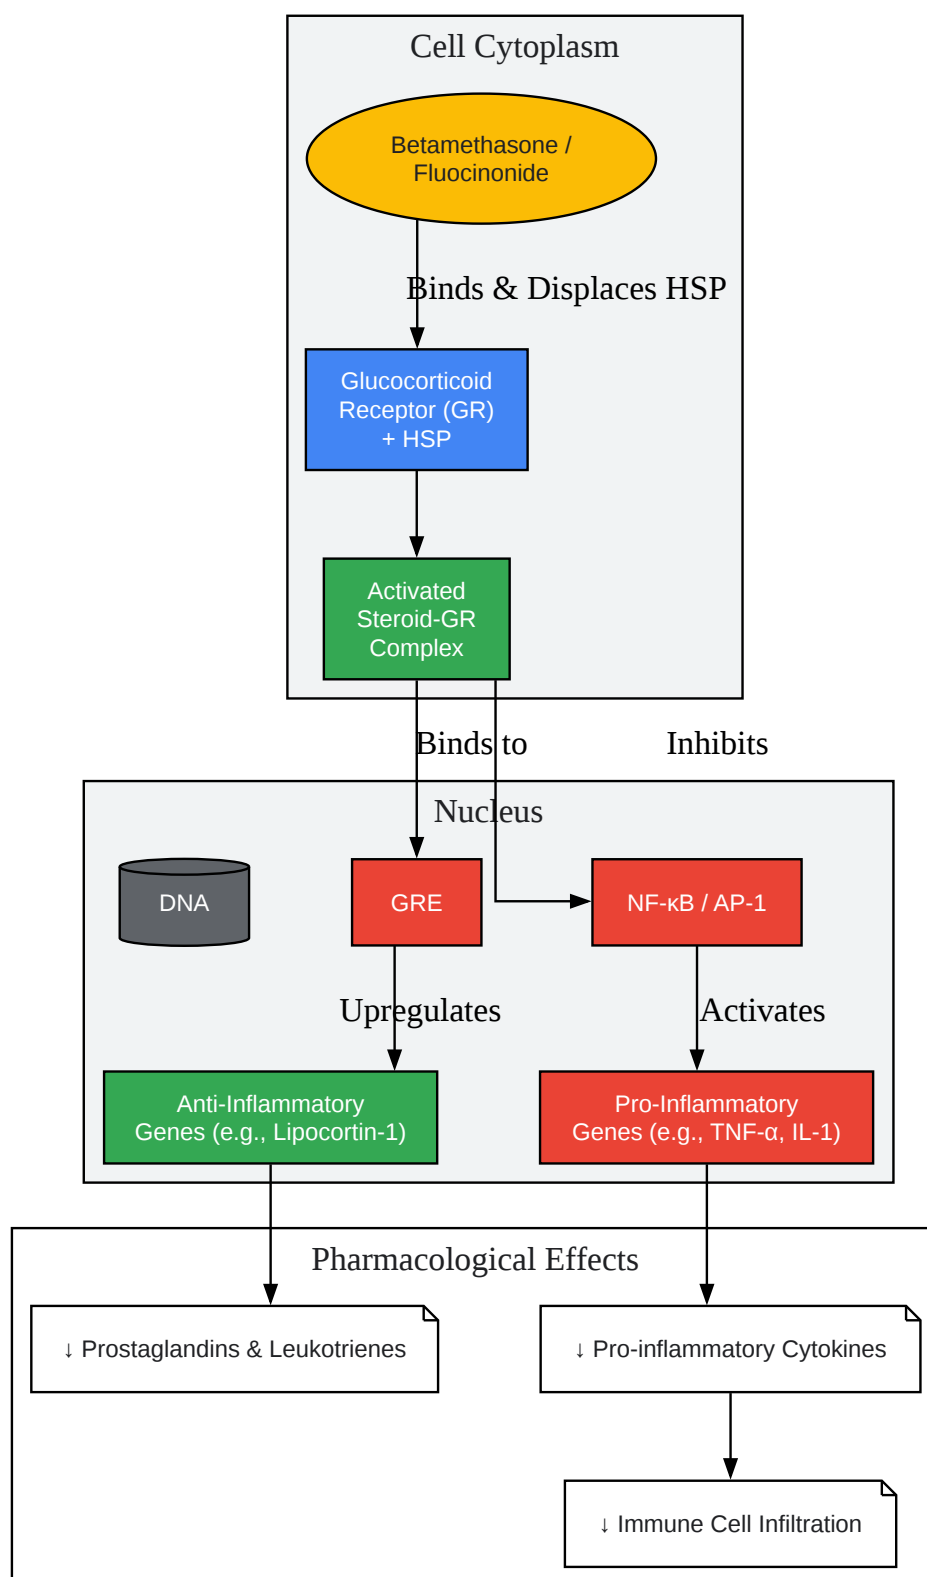 Cell Cytoplasm
Betamethasone /
Fluocinonide
Binds & Displaces HSP
Glucocorticoid
Receptor (GR)
+ HSP
Activated
Steroid-GR
Complex
Binds to
Inhibits
Nucleus
DNA
GRE
NF-κB / AP-1
Upregulates
Activates
Anti-Inflammatory
Genes (e.g., Lipocortin-1)
Pro-Inflammatory
Genes (e.g., TNF-α, IL-1)
Pharmacological Effects
↓ Prostaglandins & Leukotrienes
↓ Pro-inflammatory Cytokines
↓ Immune Cell Infiltration